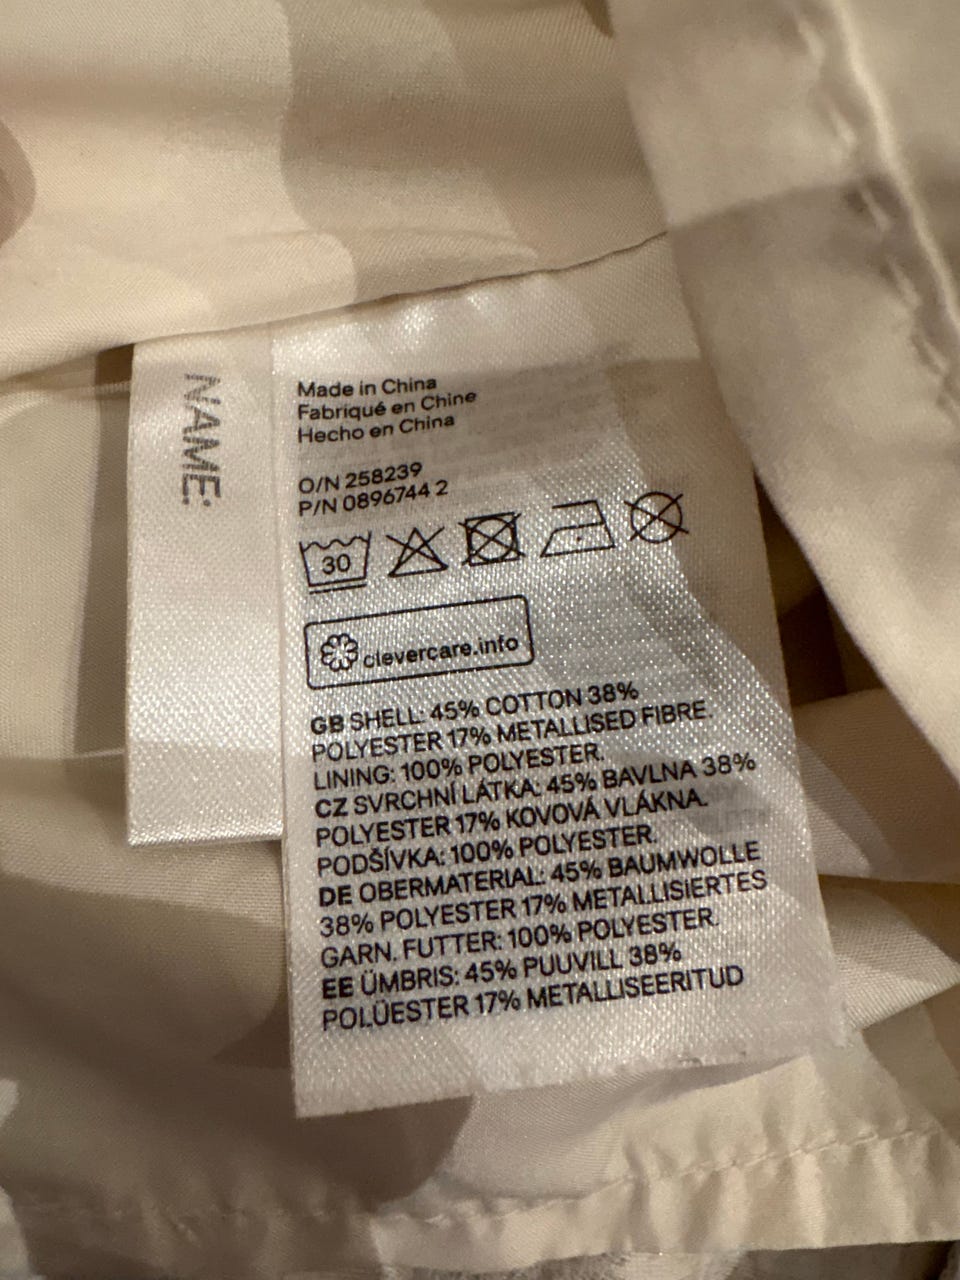 NAME:
Made in China
Fabriqué en Chine
Hecho en China
O/N 258239
P/N 0896744 2
30
clevercare.info
GB SHELL: 45% COTTON 38%
POLYESTER 17% METALLISED FIBRE.
LINING: 100% POLYESTER.
CZ SVRCHNÍ LÁTKA: 45% BAVLNA 38%
POLYESTER 17% KOVOVÁ VLÁKNA.
PODŠÍVKA: 100% POLYESTER.
DE OBERMATERIAL: 45% BAUMWOLLE
38% POLYESTER 17% METALLISIERTES
GARN. FUTTER: 100% POLYESTER.
EE ÜMBRIS: 45% PUUVILL 38%
POLÜESTER 17% METALLISEERITUD